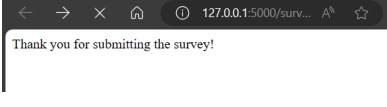 127.0.0.1:5000/surv...
Thank you for submitting the survey!